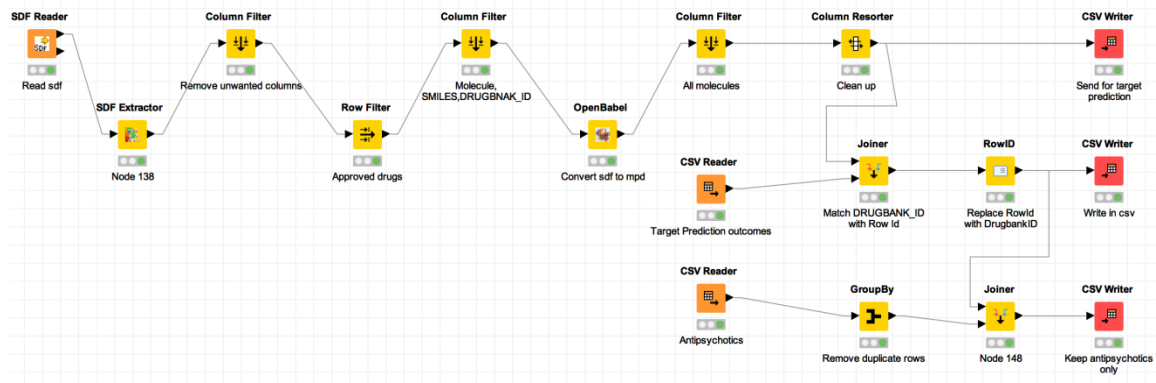 SDF Reader
SDF
Read sdf
SDF Extractor
Node 138
Column Filter
Remove unwanted columns
Row Filter
Approved drugs
Column Filter
Molecule,
SMILES,DRUGBNAK_ID
OpenBabel
Convert sdf to mpd
Column Filter
All molecules
Column Resorter
Clean up
CSV Writer
Send for target
prediction
CSV Reader
Target Prediction outcomes
Joiner
Match DRUGBANK_ID
with Row Id
RowID
Replace RowId
with DrugbankID
CSV Writer
Write in csv
CSV Reader
Antipsychotics
GroupBy
Remove duplicate rows
Joiner
Node 148
CSV Writer
Keep antipsychotics
only